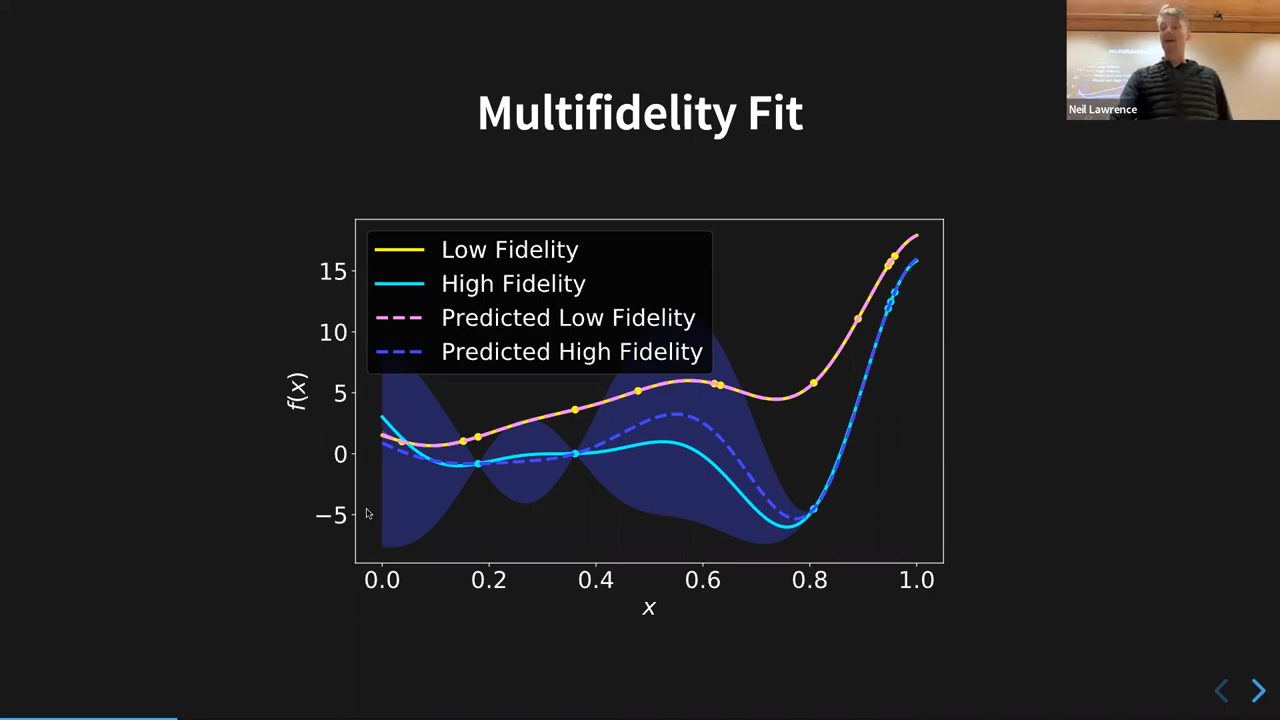 Multifidelity Fit
Neil Lawrence
Low Fidelity
High Fidelity
Predicted Low Fidelity
Predicted High Fidelity
f(x)
15
10
5
0
−5
0.0 0.2 0.4 0.6 0.8 1.0
x